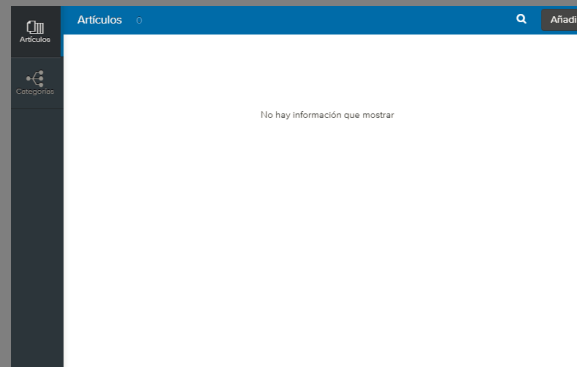 Artículos 0
Añadi
Artículos
Categorías
No hay información que mostrar